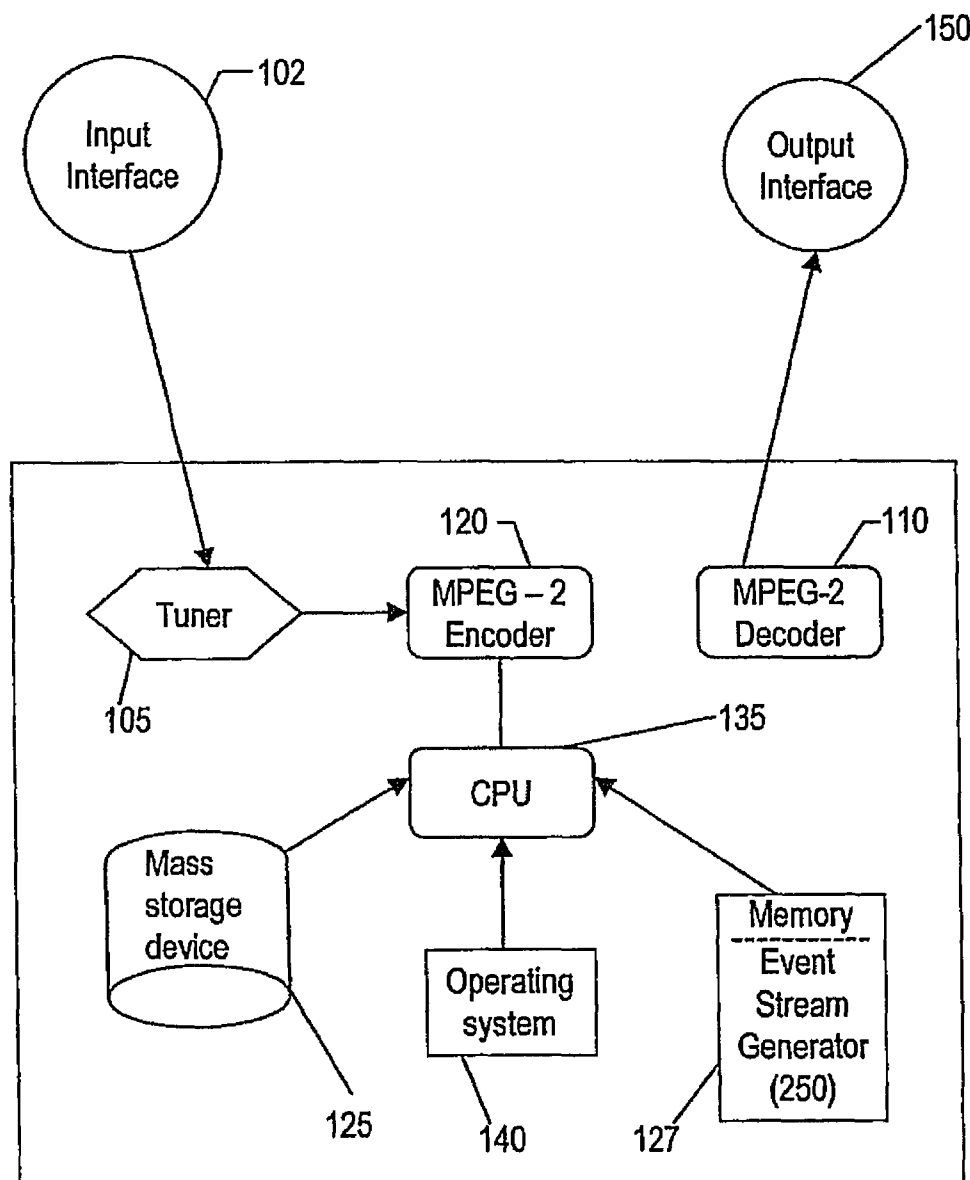 150
102
Input
Interface
Output
Interface
120
110
Tuner
MPEG – 2
Encoder
MPEG-2
Decoder
105
135
CPU
Mass
storage
device
Operating
system
Memory
Event
Stream
Generator
(250)
125
140
127